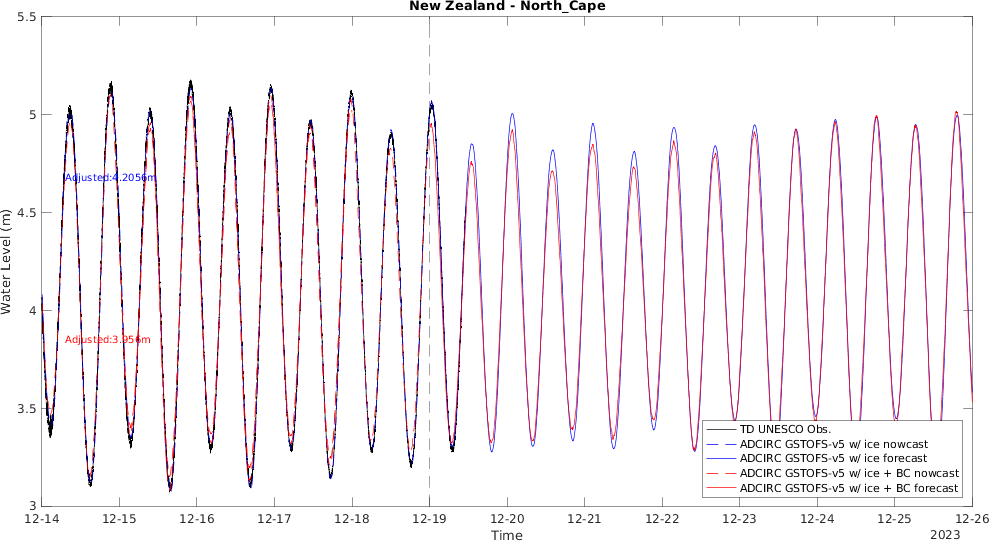 New Zealand - North_Cape
5.5
5
4.5
4
3.5
3
Water Level (m)
Adjusted:4.2056m
Adjusted:3.956m
TD UNESCO Obs.
ADCIRC GSTOFS-v5 w/ ice nowcast
ADCIRC GSTOFS-v5 w/ ice forecast
ADCIRC GSTOFS-v5 w/ ice + BC nowcast
ADCIRC GSTOFS-v5 w/ ice + BC forecast
12-14 12-15 12-16 12-17 12-18 12-19 12-20 12-21 12-22 12-23 12-24 12-25 12-26
Time
2023